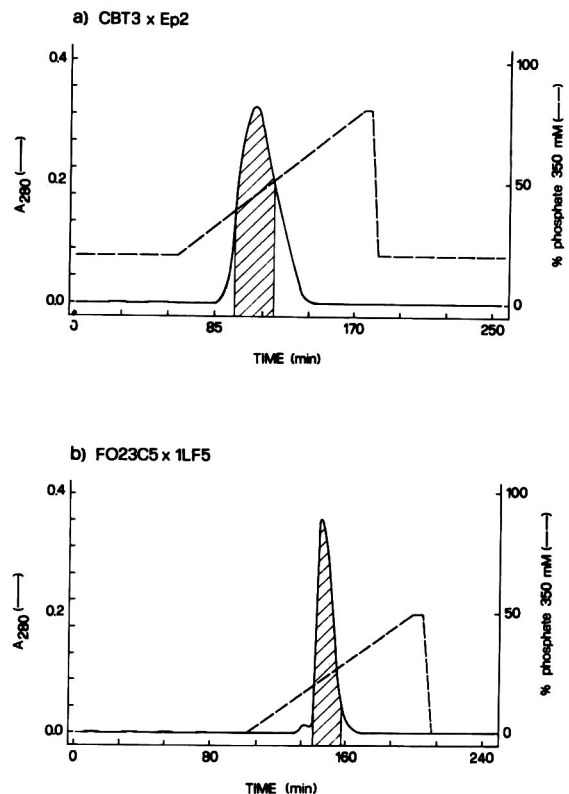 a) CBT3 x Ep2
0.4
0.2
0.0
A280 (——)
100
50
0
% phosphate 350 mM (— —)
85
170
250
TIME (min)
b) FO23C5 x 1LF5
0.4
0.2
0.0
A280 (——)
100
50
0
% phosphate 350 mM (——)
0
80
160
240
TIME (min)